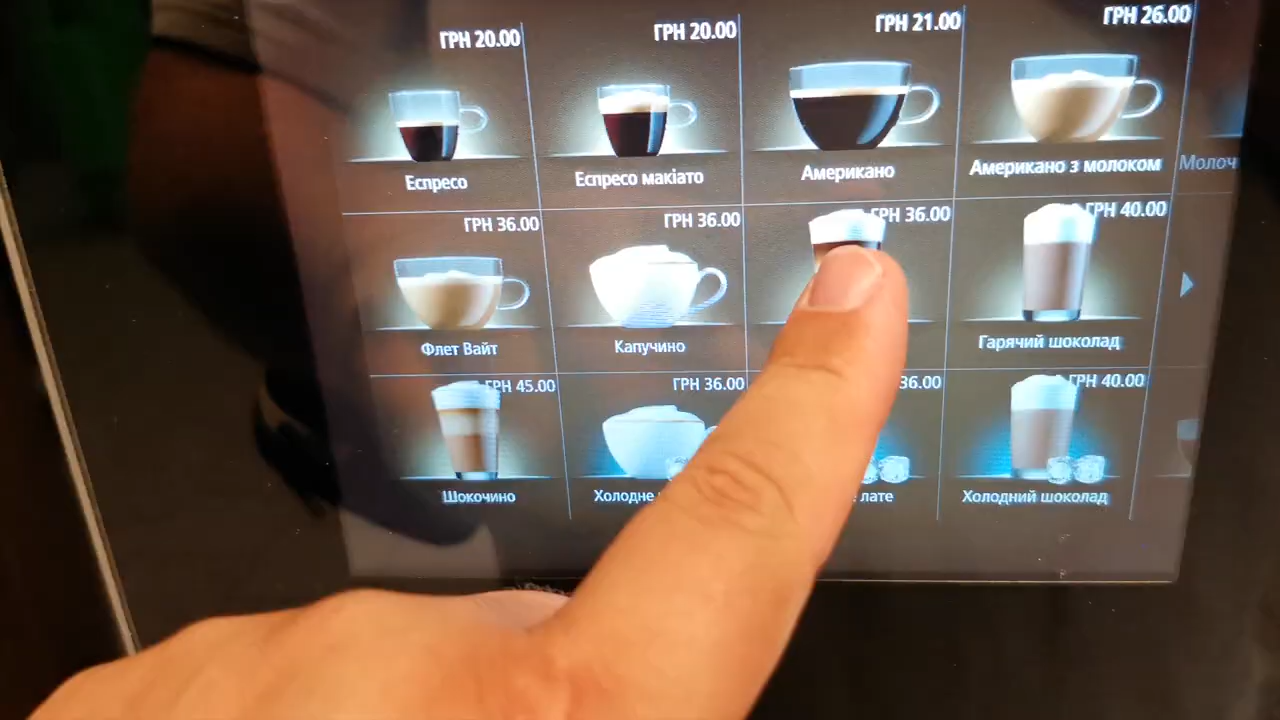 ГРН 20.00
ГРН 20.00
ГРН 21.00
ГРН 26.00
Еспресо
Еспресо макіато
Американо
Американо з молоком
ГРН 36.00
ГРН 36.00
ГРН 36.00
ГРН 40.00
Флет Вайт
Капучино
Гарячий шоколад
ГРН 45.00
ГРН 36.00
36.00
ГРН 40.00
Шокочино
Холодне
лате
Холодний шоколад